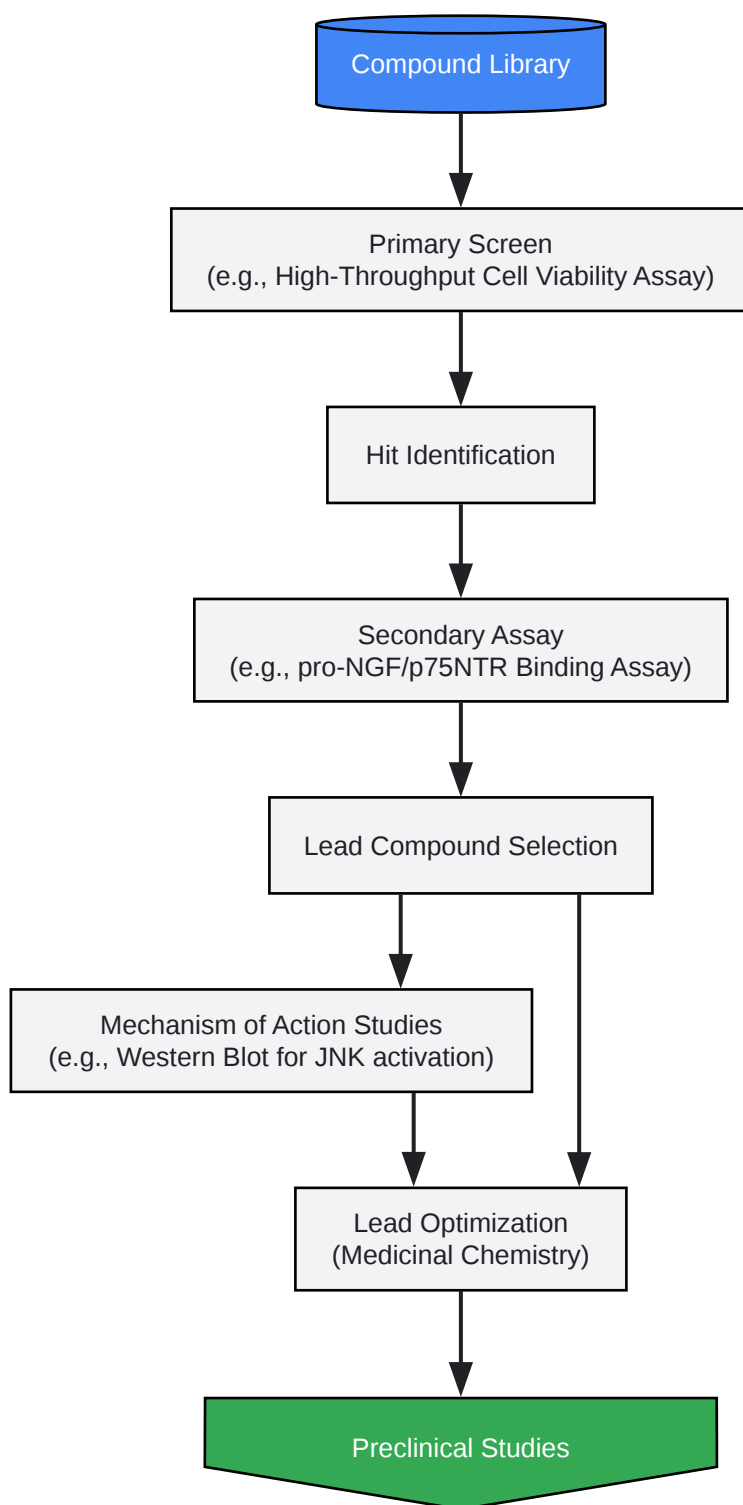 Compound Library
Primary Screen
(e.g., High-Throughput Cell Viability Assay)
Hit Identification
Secondary Assay
(e.g., pro-NGF/p75NTR Binding Assay)
Lead Compound Selection
Mechanism of Action Studies
(e.g., Western Blot for JNK activation)
Lead Optimization
(Medicinal Chemistry)
Preclinical Studies